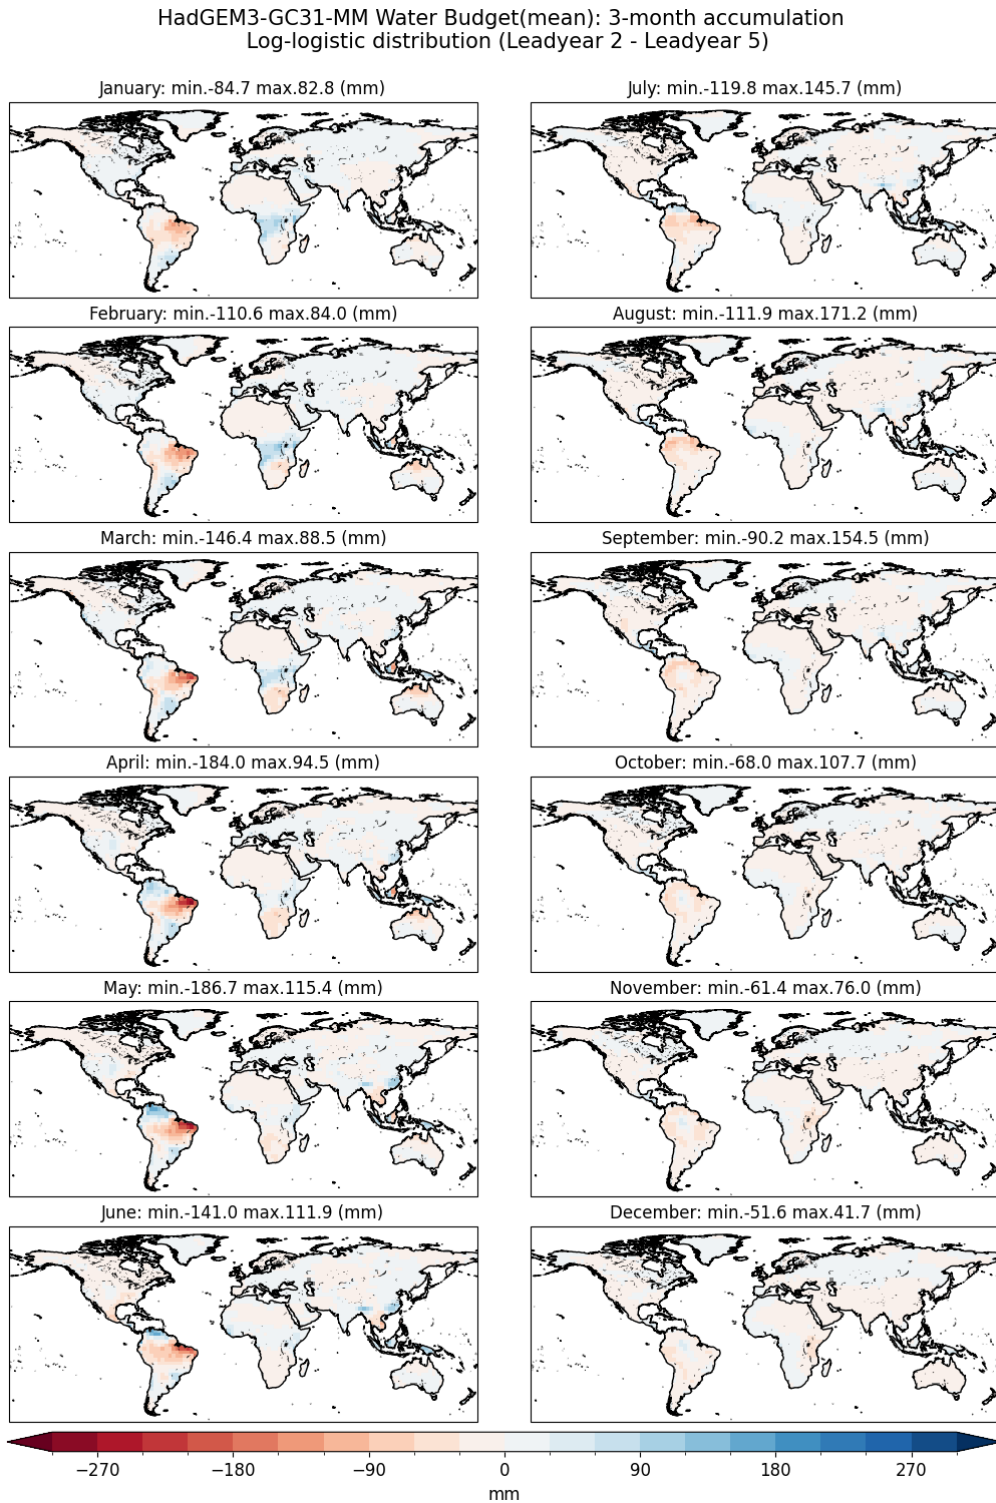 HadGEM3-GC31-MM Water Budget(mean): 3-month accumulation
Log-logistic distribution (Leadyear 2 - Leadyear 5)
January: min.-84.7 max.82.8 (mm)
July: min.-119.8 max.145.7 (mm)
February: min.-110.6 max.84.0 (mm)
August: min.-111.9 max.171.2 (mm)
March: min.-146.4 max.88.5 (mm)
September: min.-90.2 max.154.5 (mm)
April: min.-184.0 max.94.5 (mm)
October: min.-68.0 max.107.7 (mm)
May: min.-186.7 max.115.4 (mm)
November: min.-61.4 max.76.0 (mm)
June: min.-141.0 max.111.9 (mm)
December: min.-51.6 max.41.7 (mm)
−270 −180 −90 0 90 180 270
mm